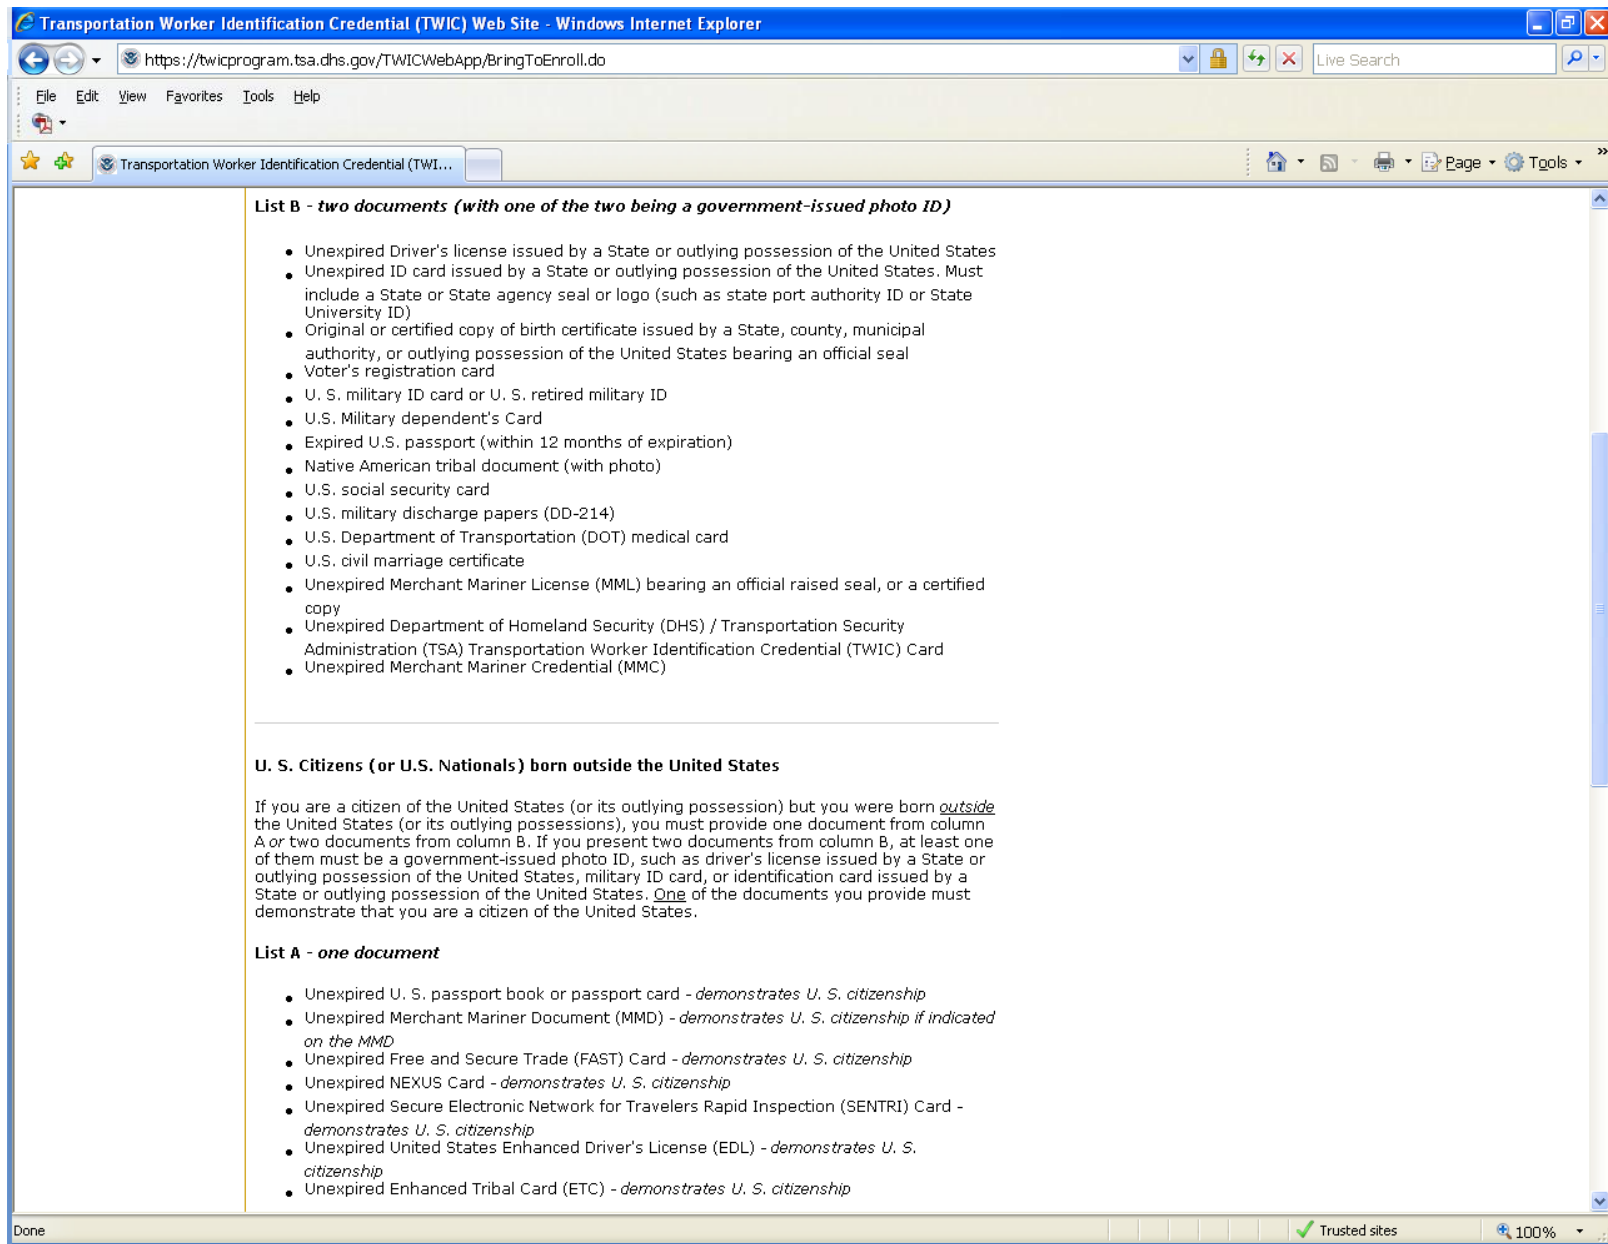 Transportation Worker Identification Credential (TWIC) Web Site - Windows Internet Explorer
https://twicprogram.tsa.dhs.gov/TWICWebApp/BringToEnroll.do
Live Search
File Edit View Favorites Tools Help
Transportation Worker Identification Credential (TWI...
Page Tools »
List B - two documents (with one of the two being a government-issued photo ID)
• Unexpired Driver's license issued by a State or outlying possession of the United States
• Unexpired ID card issued by a State or outlying possession of the United States. Must
include a State or State agency seal or logo (such as state port authority ID or State
University ID)
• Original or certified copy of birth certificate issued by a State, county, municipal
authority, or outlying possession of the United States bearing an official seal
• Voter's registration card
• U. S. military ID card or U. S. retired military ID
• U.S. Military dependent's Card
• Expired U.S. passport (within 12 months of expiration)
• Native American tribal document (with photo)
• U.S. social security card
• U.S. military discharge papers (DD-214)
• U.S. Department of Transportation (DOT) medical card
• U.S. civil marriage certificate
• Unexpired Merchant Mariner License (MML) bearing an official raised seal, or a certified
copy
• Unexpired Department of Homeland Security (DHS) / Transportation Security
Administration (TSA) Transportation Worker Identification Credential (TWIC) Card
• Unexpired Merchant Mariner Credential (MMC)
U. S. Citizens (or U.S. Nationals) born outside the United States
If you are a citizen of the United States (or its outlying possession) but you were born outside
the United States (or its outlying possessions), you must provide one document from column
A or two documents from column B. If you present two documents from column B, at least one
of them must be a government-issued photo ID, such as driver's license issued by a State or
outlying possession of the United States, military ID card, or identification card issued by a
State or outlying possession of the United States. One of the documents you provide must
demonstrate that you are a citizen of the United States.
List A - one document
• Unexpired U. S. passport book or passport card - demonstrates U. S. citizenship
• Unexpired Merchant Mariner Document (MMD) - demonstrates U. S. citizenship if indicated
on the MMD
• Unexpired Free and Secure Trade (FAST) Card - demonstrates U. S. citizenship
• Unexpired NEXUS Card - demonstrates U. S. citizenship
• Unexpired Secure Electronic Network for Travelers Rapid Inspection (SENTRI) Card -
demonstrates U. S. citizenship
• Unexpired United States Enhanced Driver's License (EDL) - demonstrates U. S.
citizenship
• Unexpired Enhanced Tribal Card (ETC) - demonstrates U. S. citizenship
Done
Trusted sites
100%